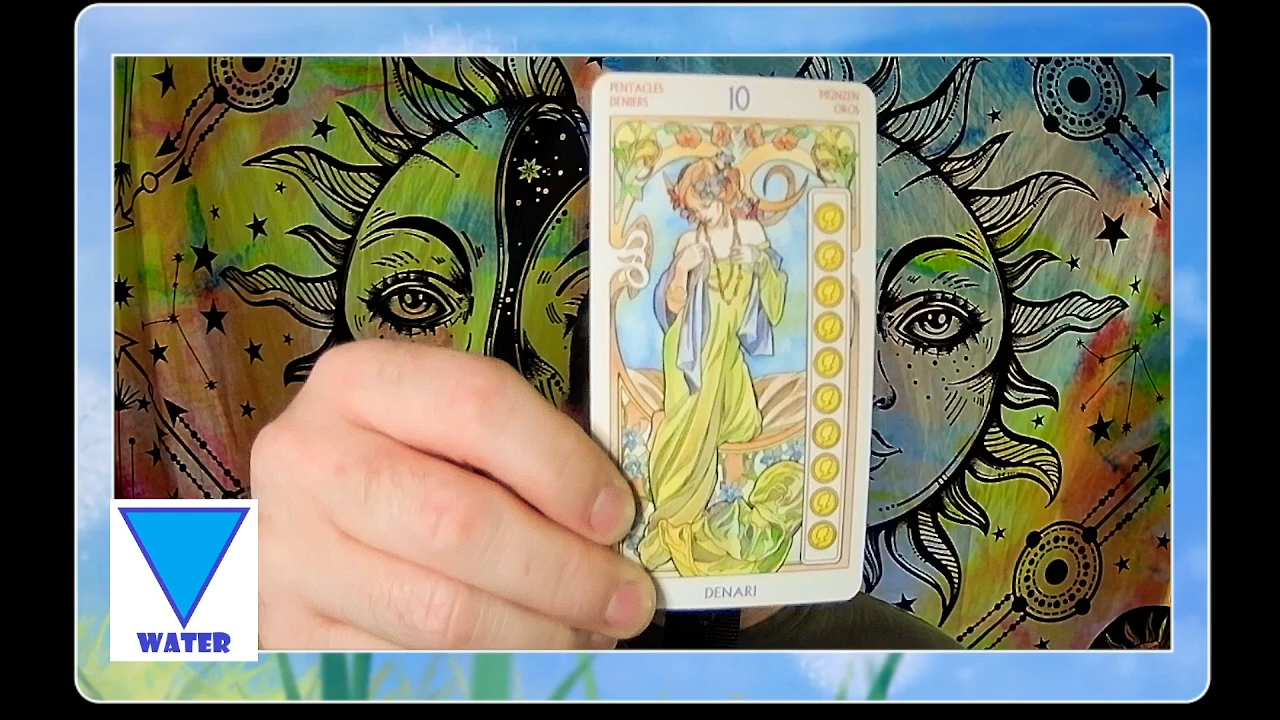 PENTACLES
DENIERS
10
MÜNZEN
OROS
DENARI
WATER